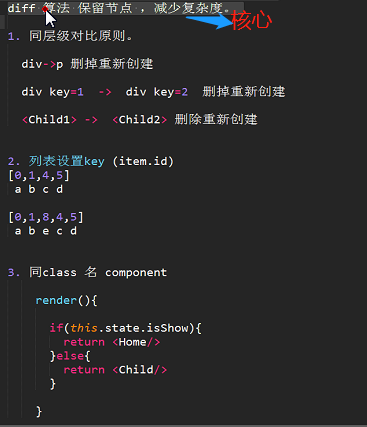 diff 算法 保留节点 ，减少复杂度。
核心
1. 同层级对比原则。
div->p 删掉重新创建
div key=1 -> div key=2 删掉重新创建
<Child1> -> <Child2> 删除重新创建
2. 列表设置key (item.id)
[0,1,4,5]
a b c d
[0,1,8,4,5]
a b e c d
3. 同class 名 component
render(){
if(this.state.isShow){
return <Home/>
}else{
return <Child/>
}
}